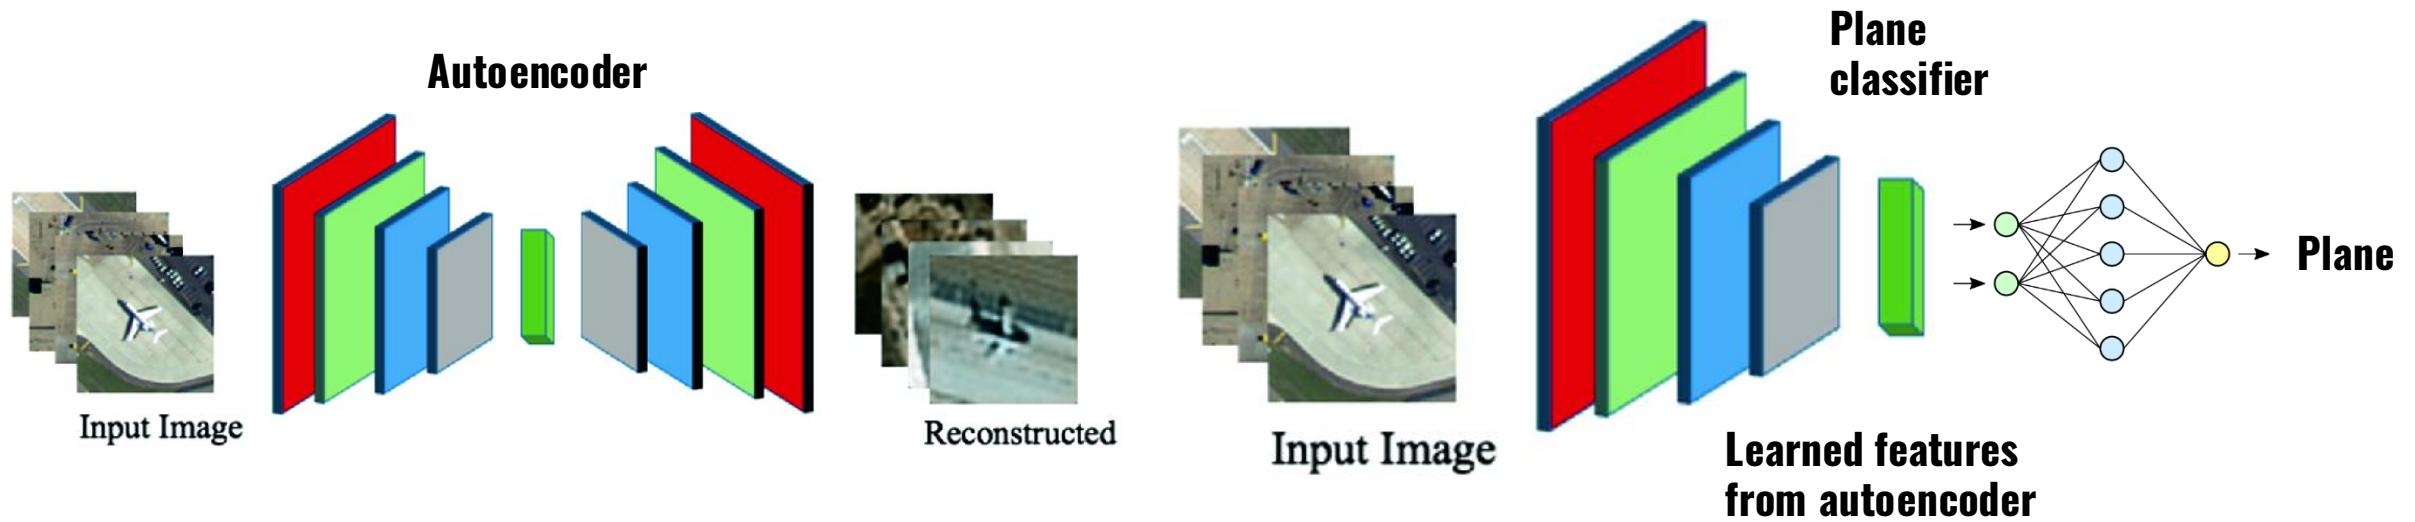 Autoencoder
Input Image
Reconstructed
Plane
classifier
Input Image
Learned features
from autoencoder
Plane